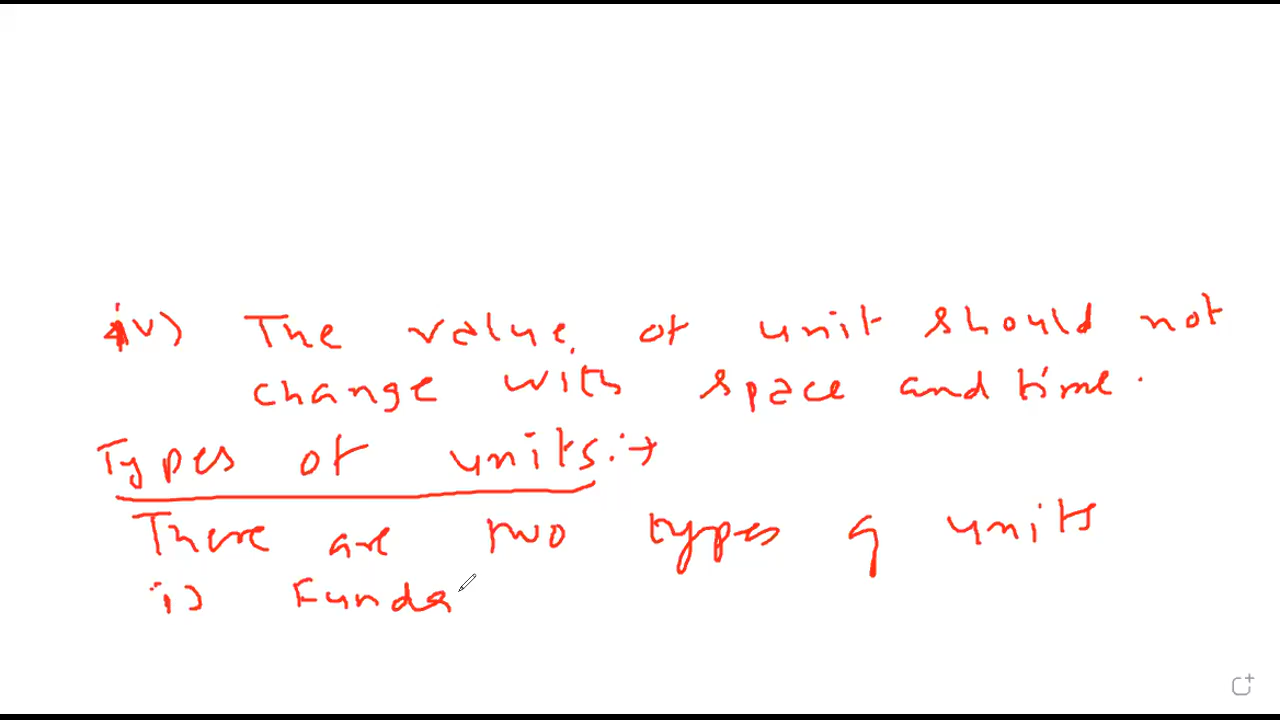 iv) The value of unit should not
change with space and time.
Types of units:→
There are two types of units
i) Funda